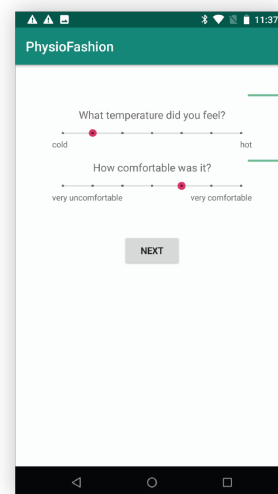 11:37
PhysioFashion
What temperature did you feel?
cold hot
How comfortable was it?
very uncomfortable very comfortable
NEXT